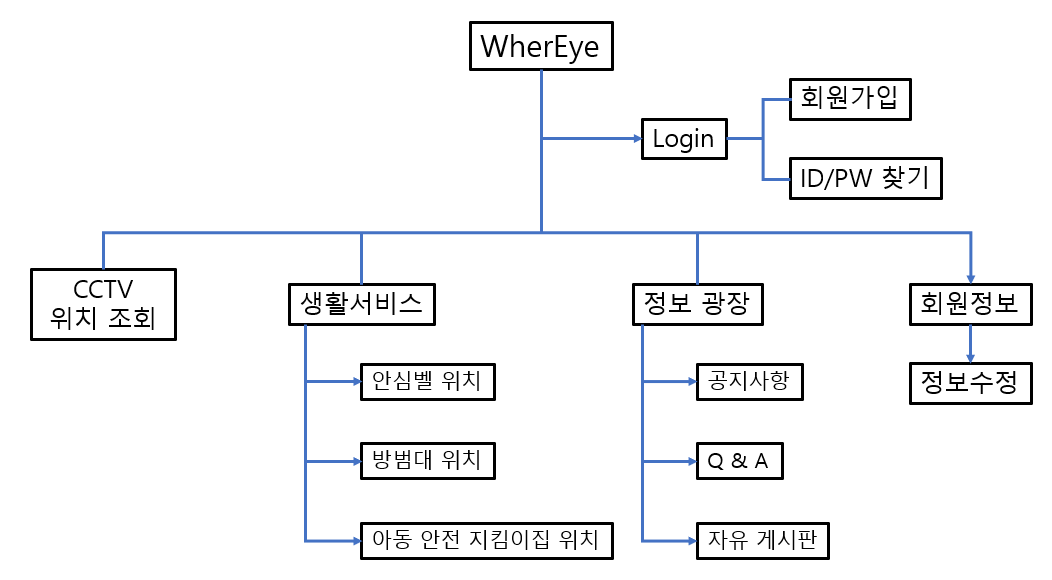 WherEye
회원가입
Login
ID/PW 찾기
CCTV
위치 조회
생활서비스
정보 광장
회원정보
안심벨 위치
공지사항
정보수정
방범대 위치
Q & A
아동 안전 지킴이집 위치
자유 게시판